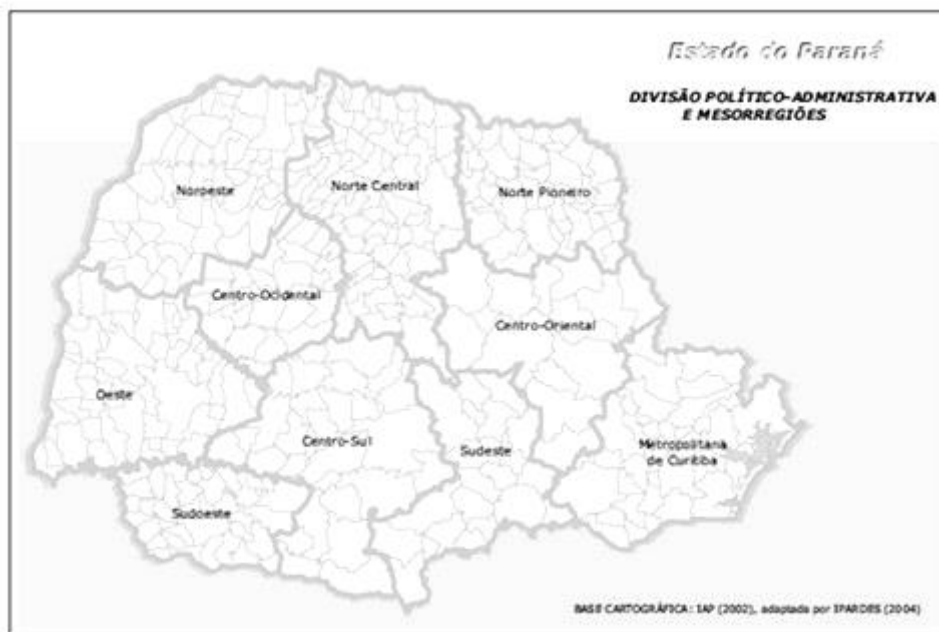 Estado do Paraná
DIVISÃO POLÍTICO-ADMINISTRATIVA
E MESORREGIÕES
Noroeste
Norte Central
Norte Pioneiro
Centro-Ocidental
Centro-Oriental
Oeste
Centro-Sul
Sudeste
Metropolitana
de Curitiba
Sudoeste
BASE CARTOGRÁFICA: IAP (2002), adaptada por IPARDES (2004)